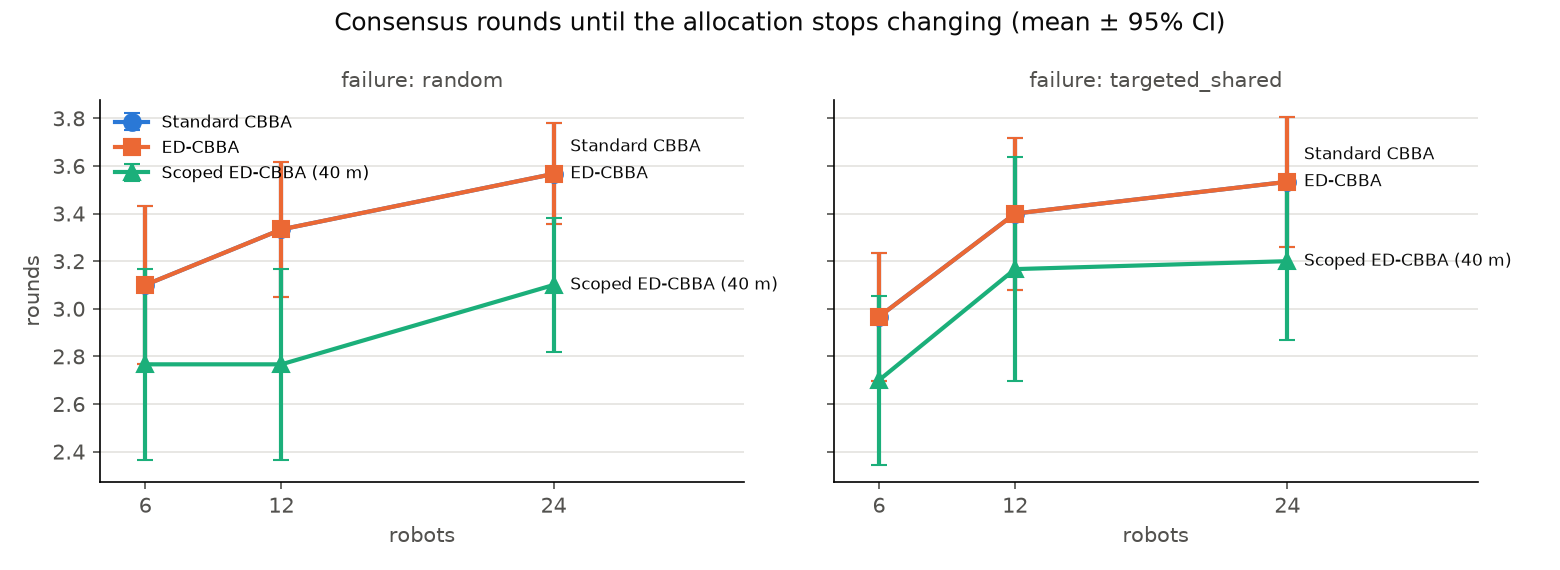 Consensus rounds until the allocation stops changing (mean ± 95% CI)
failure: random
rounds
3.8
3.6
3.4
3.2
3.0
2.8
2.6
2.4
Standard CBBA
ED-CBBA
Scoped ED-CBBA (40 m)
Standard CBBA
ED-CBBA
Scoped ED-CBBA (40 m)
6 12 24
robots
failure: targeted_shared
Standard CBBA
ED-CBBA
Scoped ED-CBBA (40 m)
6 12 24
robots